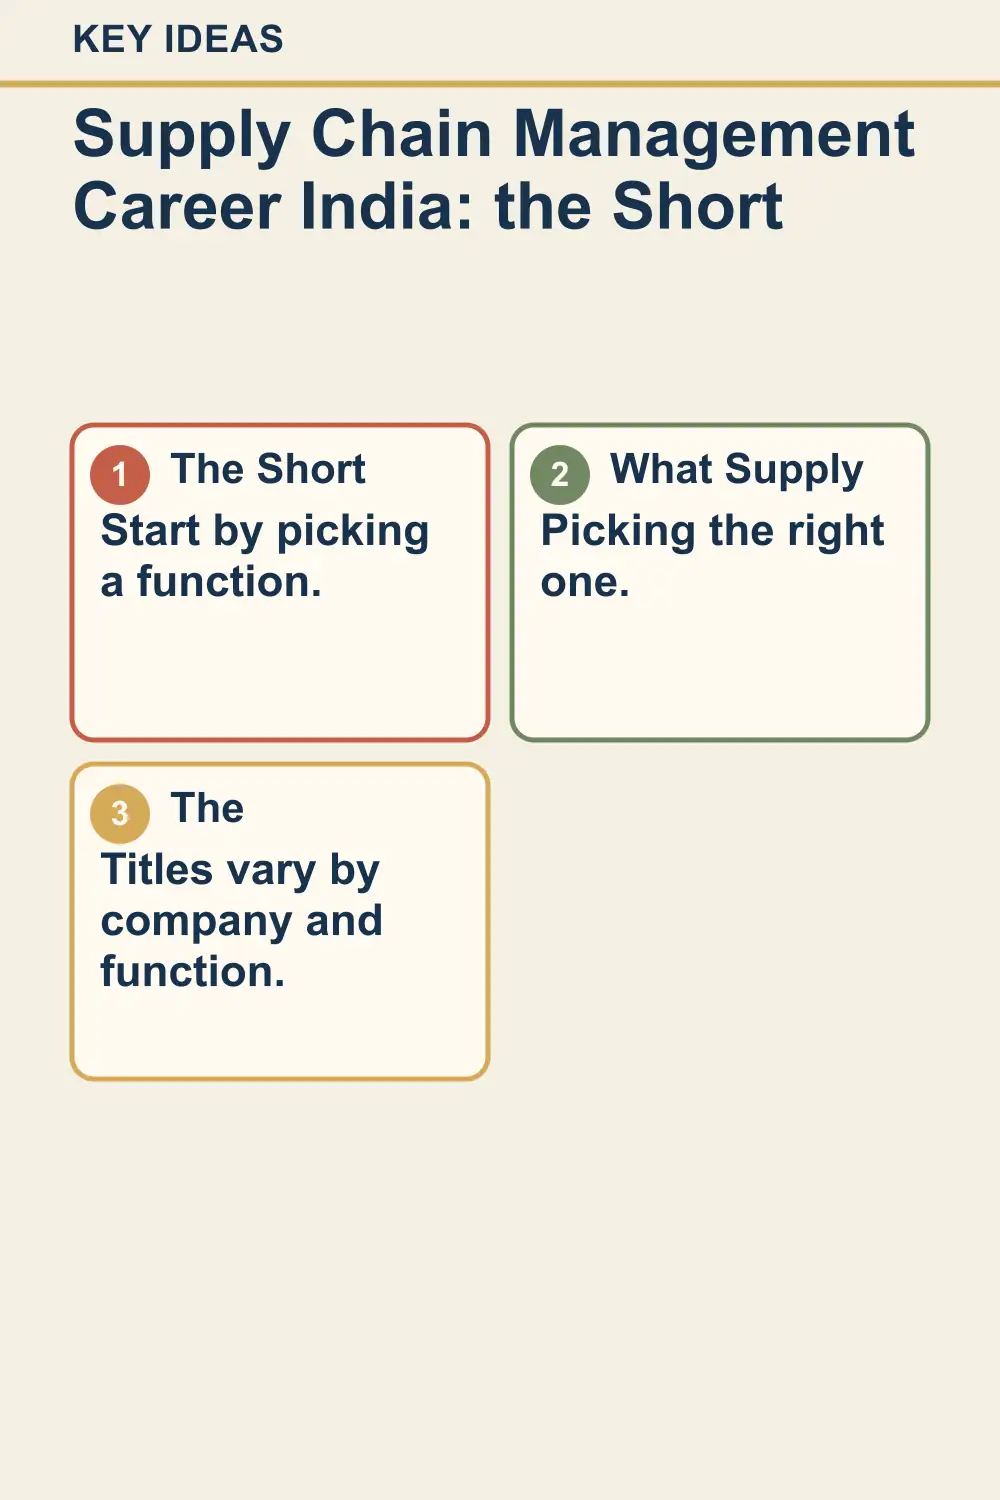 KEY IDEAS
Supply Chain Management
Career India: the Short
1 The Short
Start by picking
a function.
2 What Supply
Picking the right
one.
3 The
Titles vary by
company and
function.